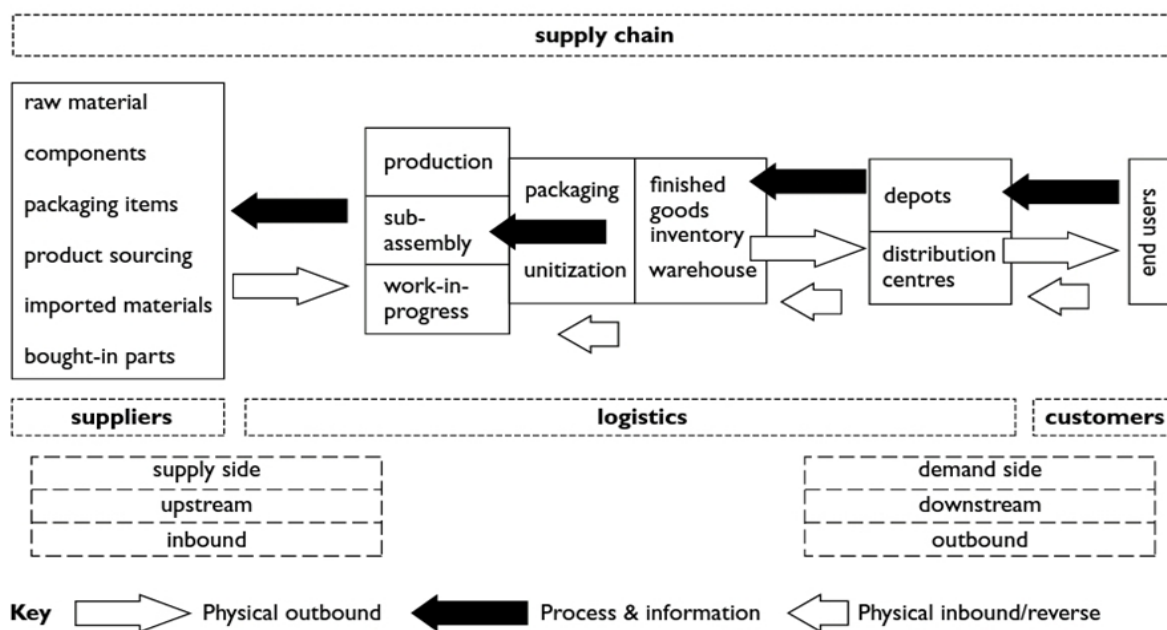 supply chain
raw material
components
packaging items
product sourcing
imported materials
bought-in parts
production
sub-
assembly
work-in-
progress
packaging
unitization
finished
goods
inventory
warehouse
depots
distribution
centres
end users
suppliers
logistics
customers
supply side
upstream
inbound
demand side
downstream
outbound
Key
Physical outbound
Process & information
Physical inbound/reverse